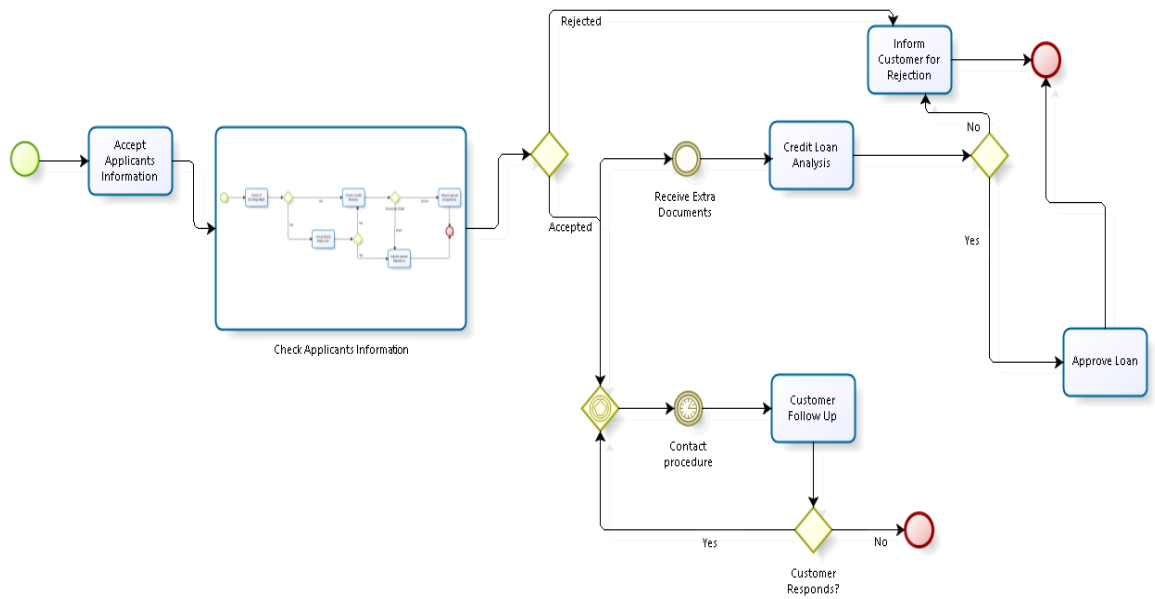 Rejected
Inform
Customer for
Rejection
Accept
Applicants
Information
No
Credit Loan
Analysis
Receive Extra
Documents
Accepted
Yes
Check Applicants Information
Approve Loan
Customer
Follow Up
Contact
procedure
Yes
No
Customer
Responds?